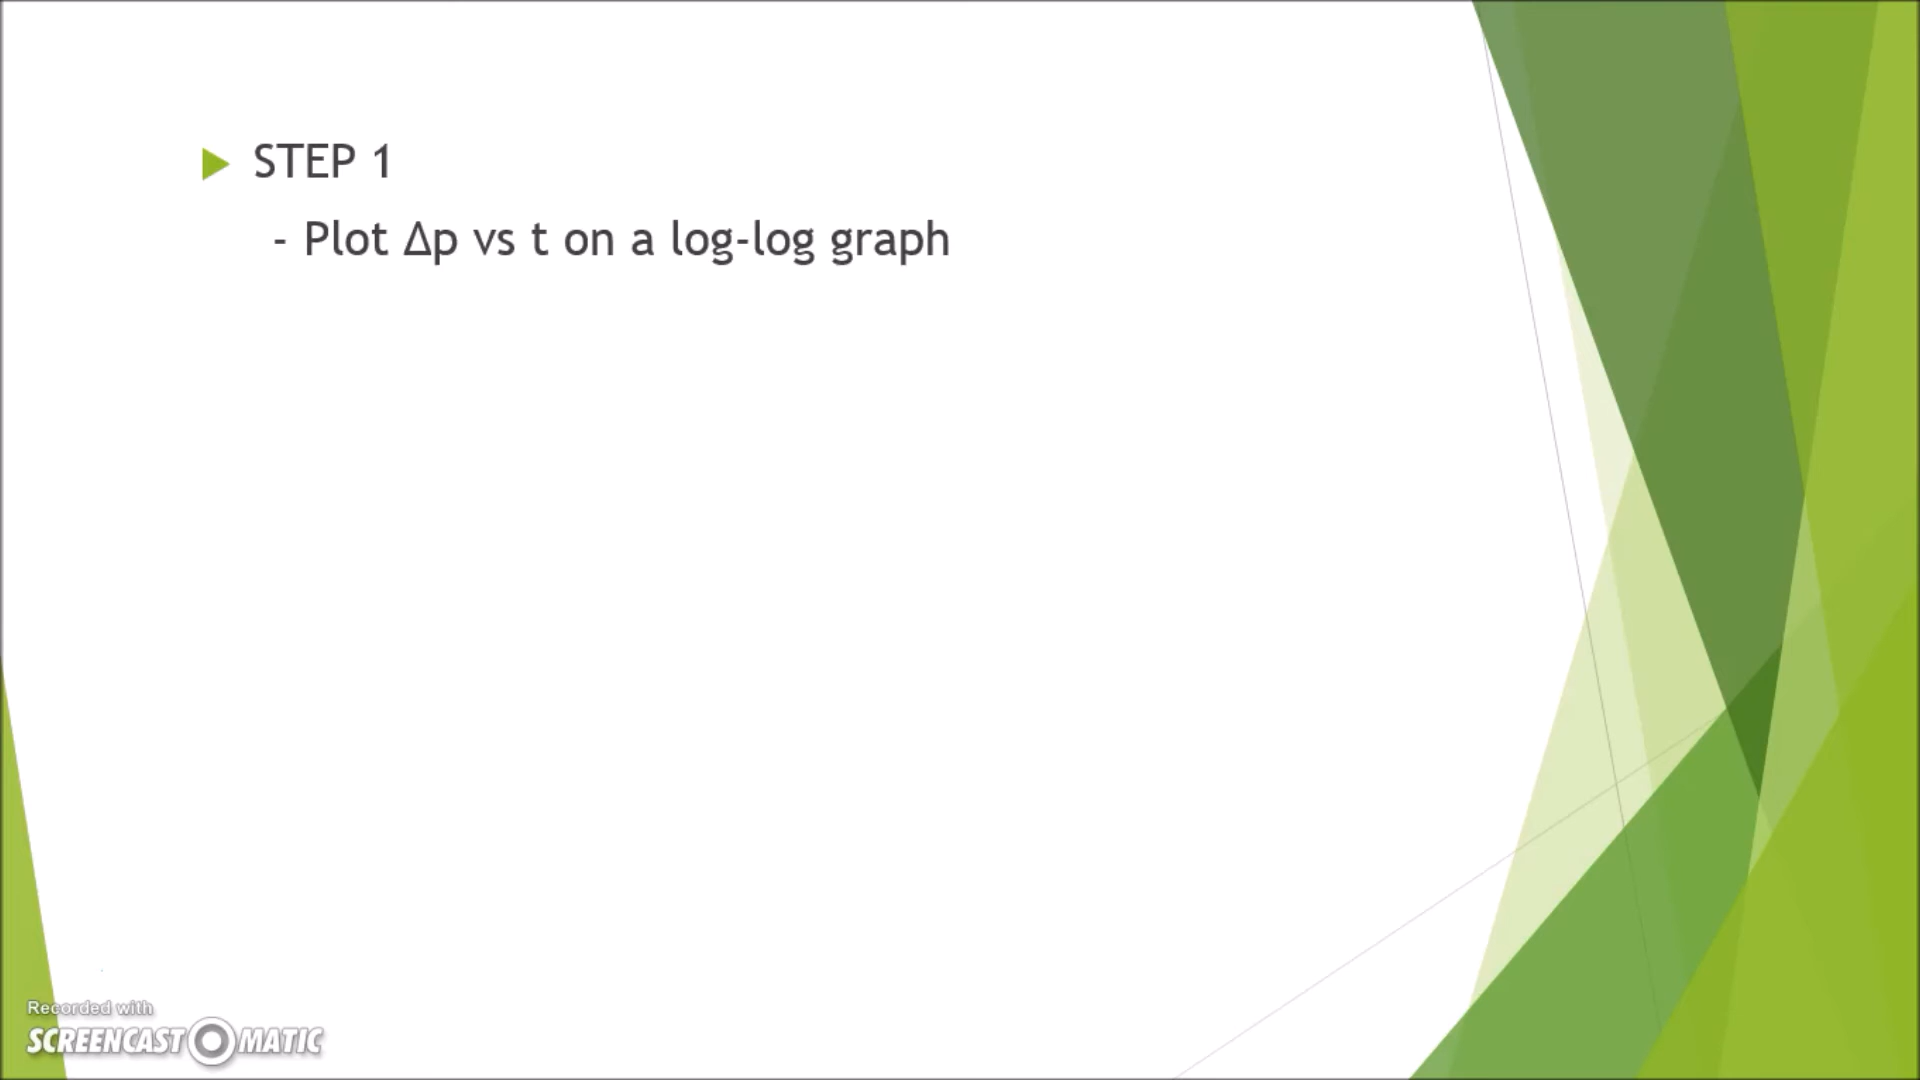 STEP 1
- Plot Δp vs t on a log-log graph
Recorded with
SCREENCAST MATIC